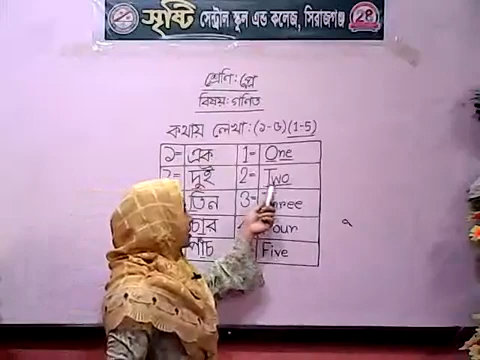 সৃষ্টি সেন্ট্রাল স্কুল এন্ড কলেজ, সিরাজগঞ্জ
শ্রেণি: প্লে
বিষয়: গণিত
কথায় লেখা: (১-৫) (1-5)
১= এক 1= One
দুই 2= Two
তিন 3= Three
চার Four
পাঁচ Five